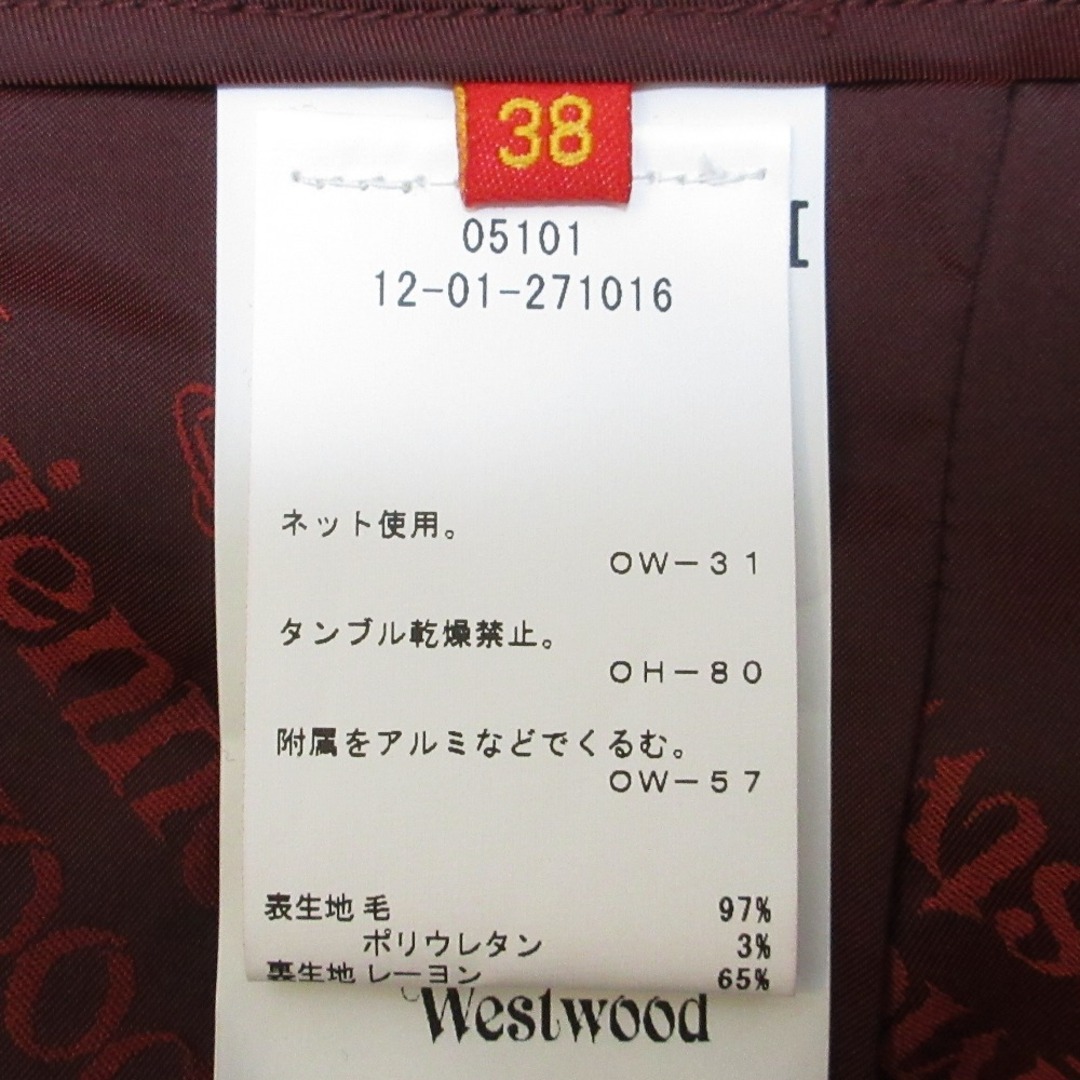 38
05101
12-01-271016
ネット使用。
OW-31
タンブル乾燥禁止。
OH-80
附属をアルミなどでくるむ。
OW-57
表生地 毛 97%
ポリウレタン 3%
裏生地 レーヨン 65%
Westwood